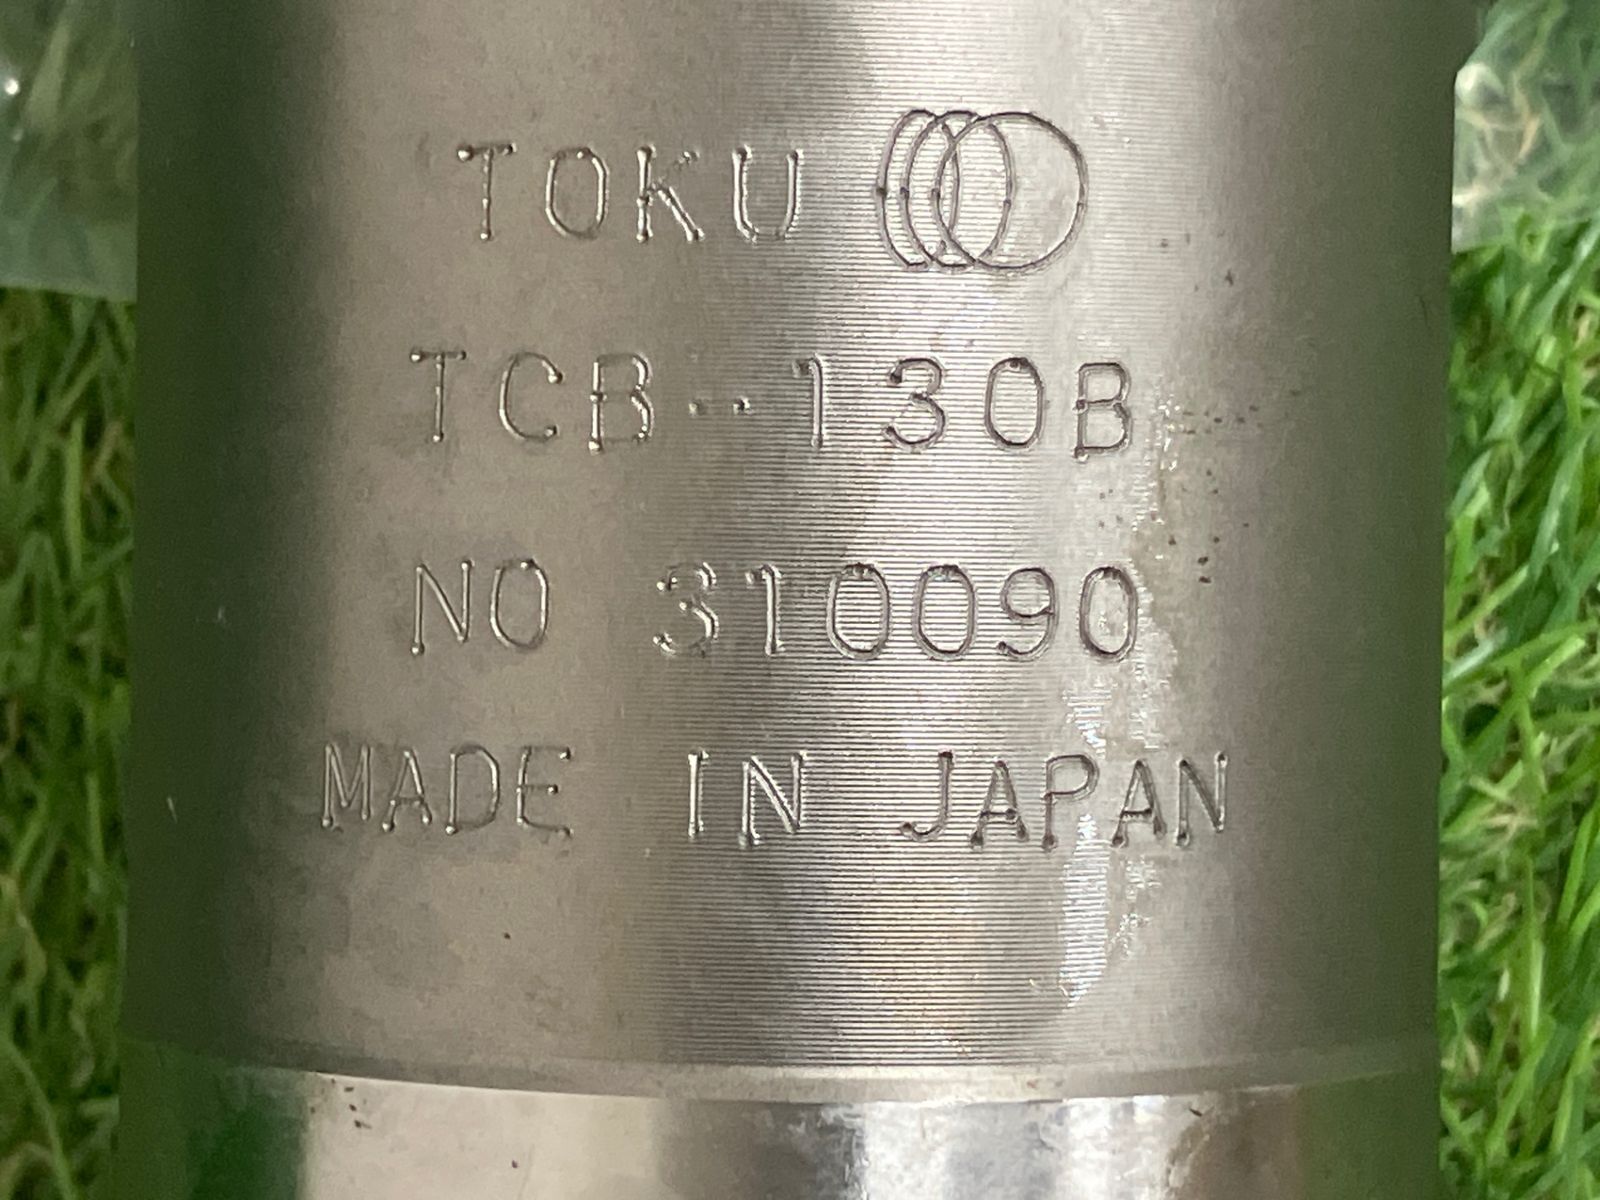 TOKU
TCB-130B
NO 310090
MADE IN JAPAN